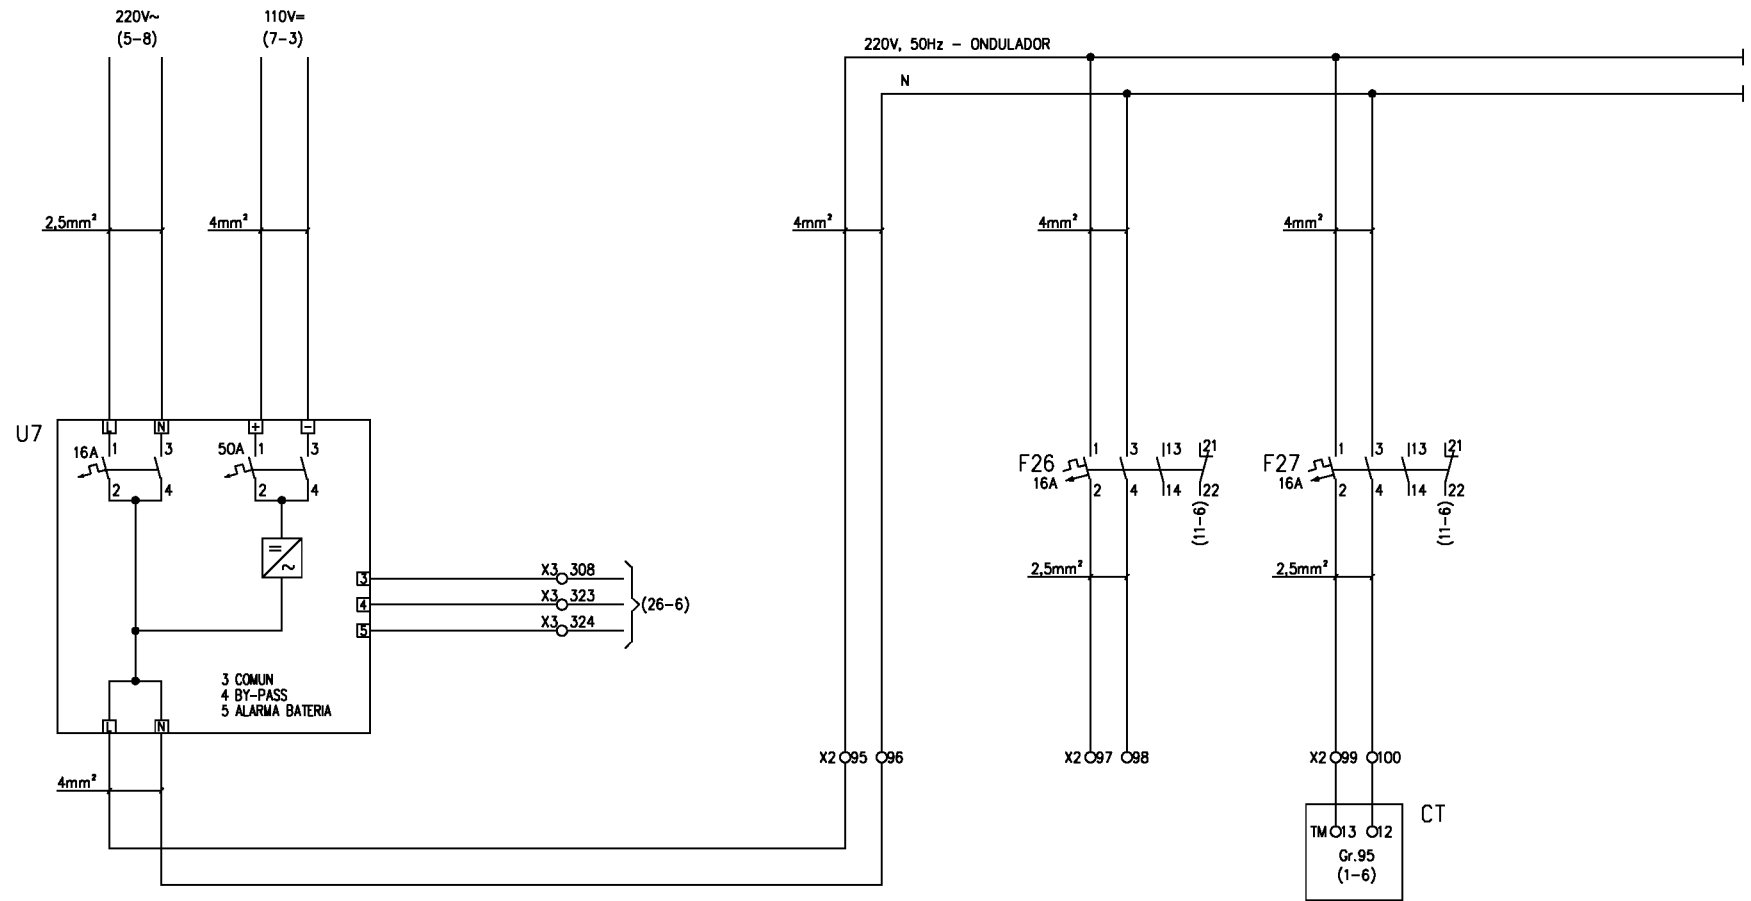 220V~
(5-8)
110V=
(7-3)
220V, 50Hz - ONDULADOR
N
2,5mm²
4mm²
4mm²
4mm²
4mm²
U7
L
N
+
-
16A
1
3
2
4
50A
1
3
2
4
=
~
3
4
5
X3 308
X3 323
X3 324
(26-6)
3 COMUN
4 BY-PASS
5 ALARMA BATERIA
L
N
4mm²
F26
16A
1
3
13
21
2
4
14
22
(11-6)
2,5mm²
F27
16A
1
3
13
21
2
4
14
22
(11-6)
2,5mm²
X2 95 96
X2 97 98
X2 99 100
CT
TM 13 12
Gr.95
(1-6)